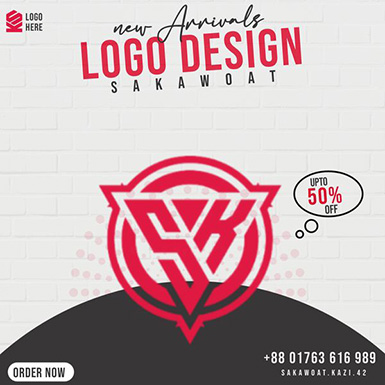 LOGO
HERE
new Arrivals
LOGO DESIGN
SAKAWOAT
SK
UPTO
50%
OFF
ORDER NOW
+88 01763 616 989
SAKAWOAT.KAZI.42